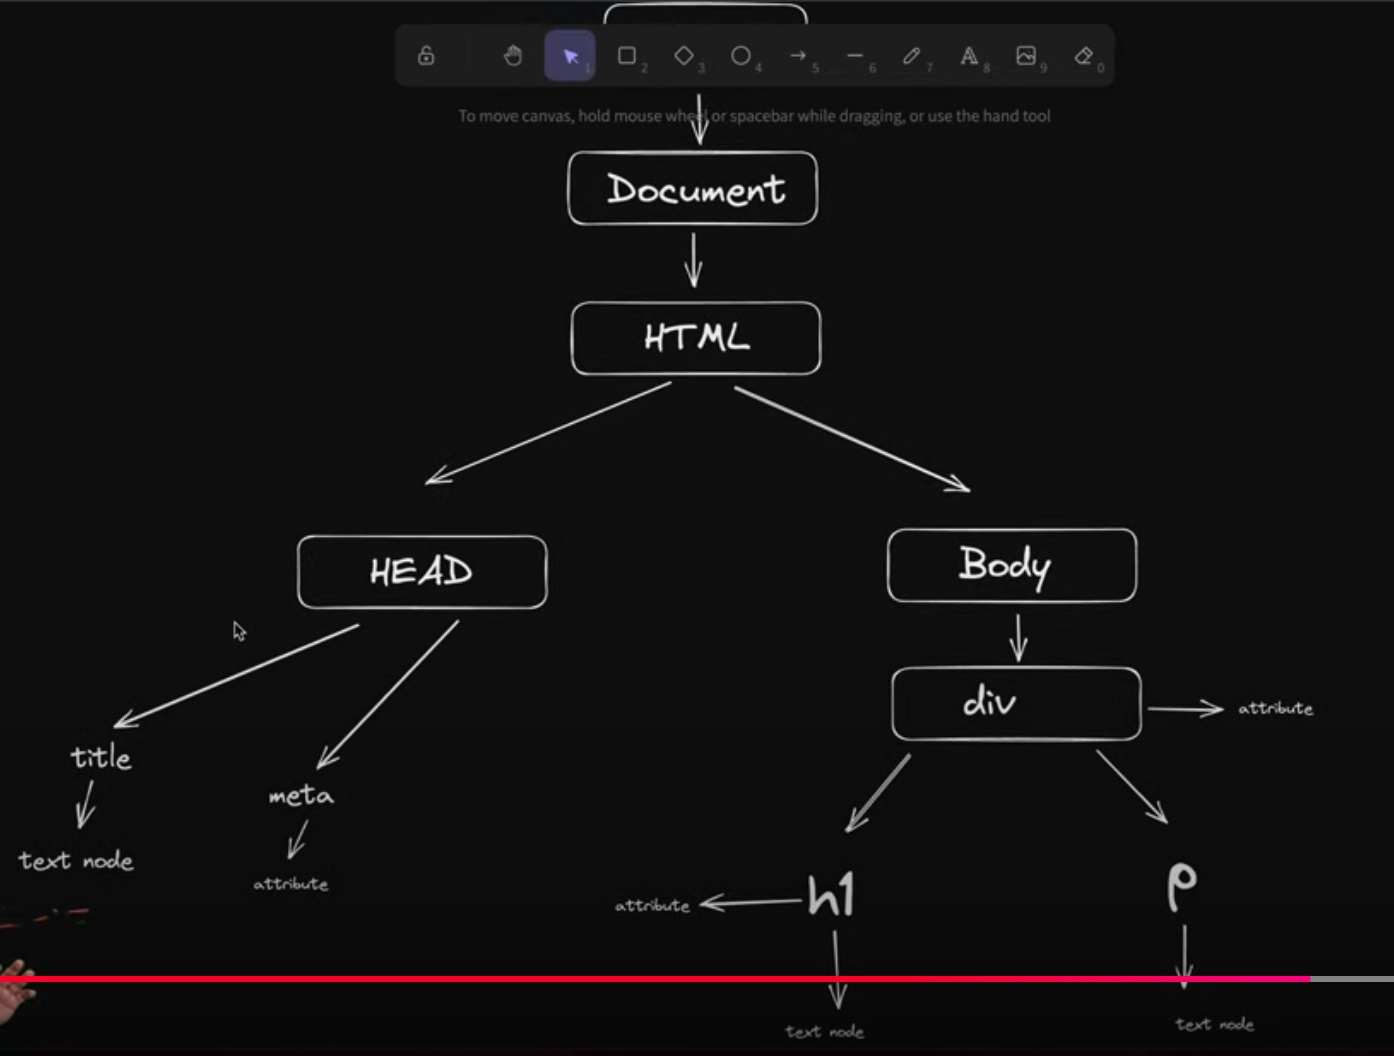 1
2
3
4
5
6
7
8
9
0
To move canvas, hold mouse wheel or spacebar while dragging, or use the hand tool
Document
HTML
HEAD
Body
div
attribute
title
meta
text node
attribute
attribute
h1
p
text node
text node